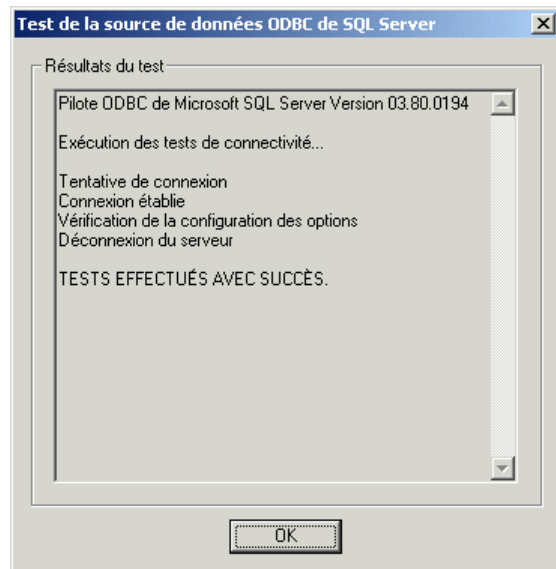 Test de la source de données ODBC de SQL Server
Résultats du test
Pilote ODBC de Microsoft SQL Server Version 03.80.0194
Exécution des tests de connectivité...
Tentative de connexion
Connexion établie
Vérification de la configuration des options
Déconnexion du serveur
TESTS EFFECTUÉS AVEC SUCCÈS.
OK